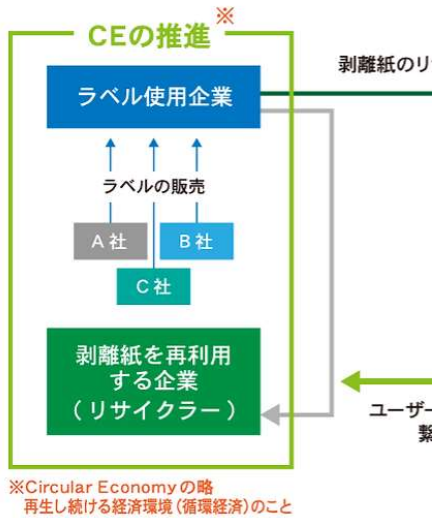 ※
CEの推進
剥離紙のリ
ラベル使用企業
ラベルの販売
A社
B社
C社
剥離紙を再利用
する企業
(リサイクラー)
ユーザー
繋
※Circular Economyの略
再生し続ける経済環境(循環経済)のこと